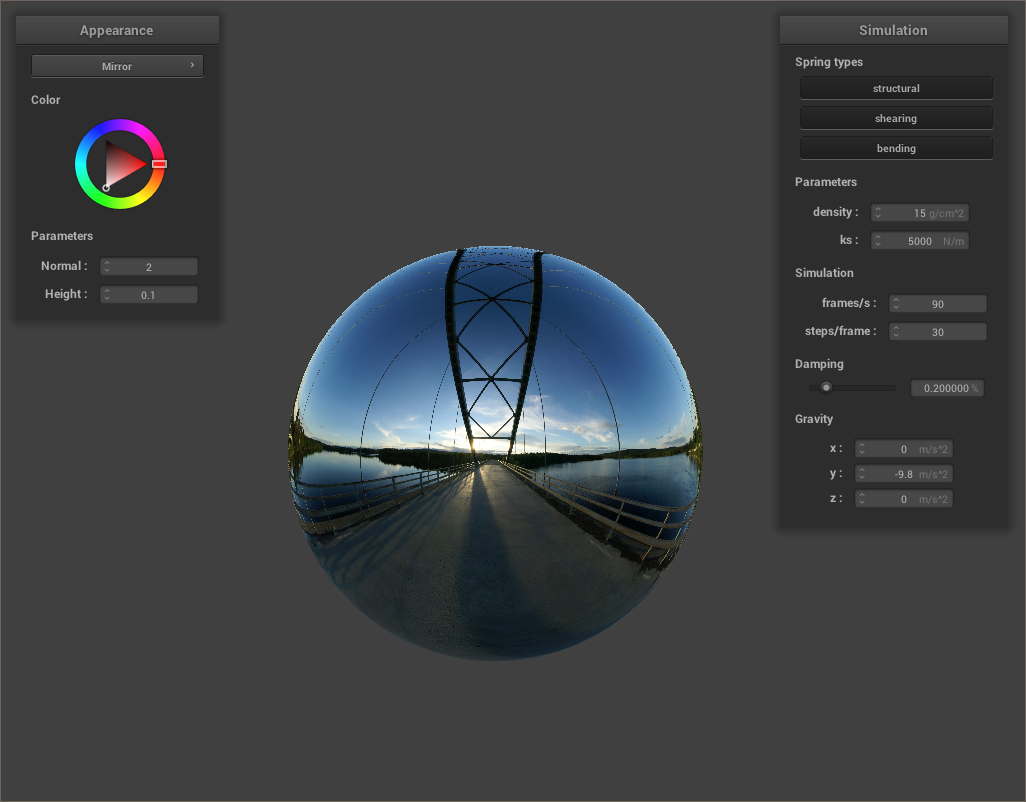 Appearance
Mirror
Color
Parameters
Normal : 2
Height : 0.1
Simulation
Spring types
structural
shearing
bending
Parameters
density : 15 g/cm^2
ks : 5000 N/m
Simulation
frames/s : 90
steps/frame : 30
Damping
0.200000 %
Gravity
x : 0 m/s^2
y : -9.8 m/s^2
z : 0 m/s^2